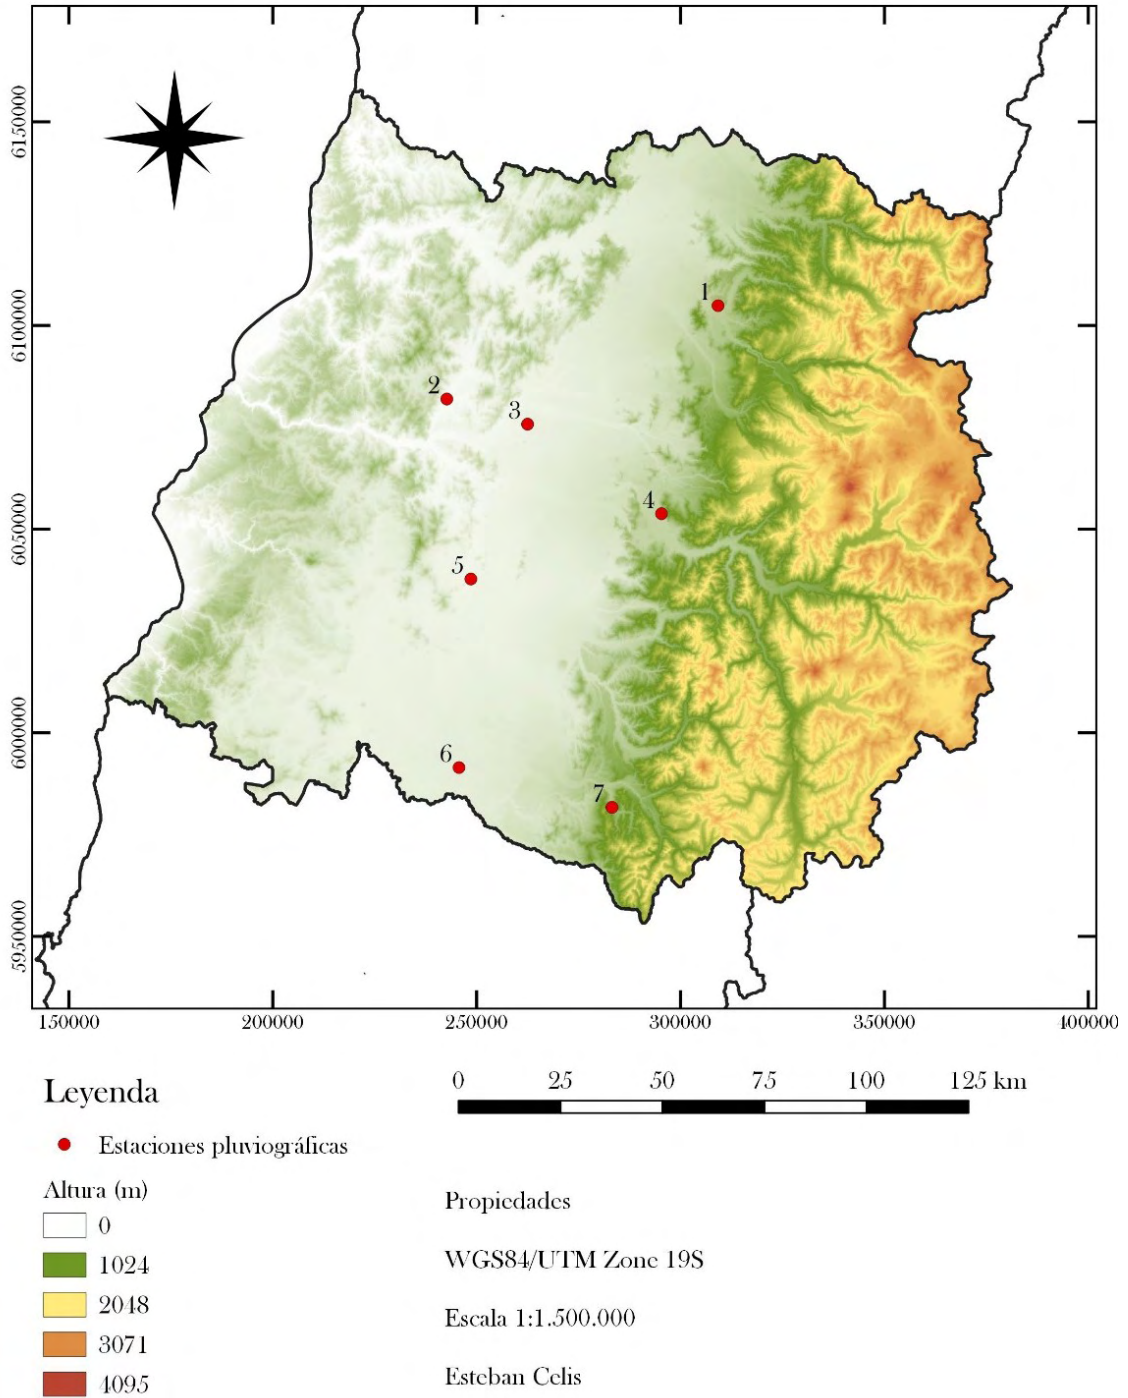 6150000
6100000
6050000
6000000
5950000
1
2
3
4
5
6
7
150000 200000 250000 300000 350000 400000
Leyenda
Estaciones pluviográficas
Altura (m)
0
1024
2048
3071
4095
0 25 50 75 100 125 km
Propiedades
WGS84/UTM Zone 19S
Escala 1:1.500.000
Esteban Celis